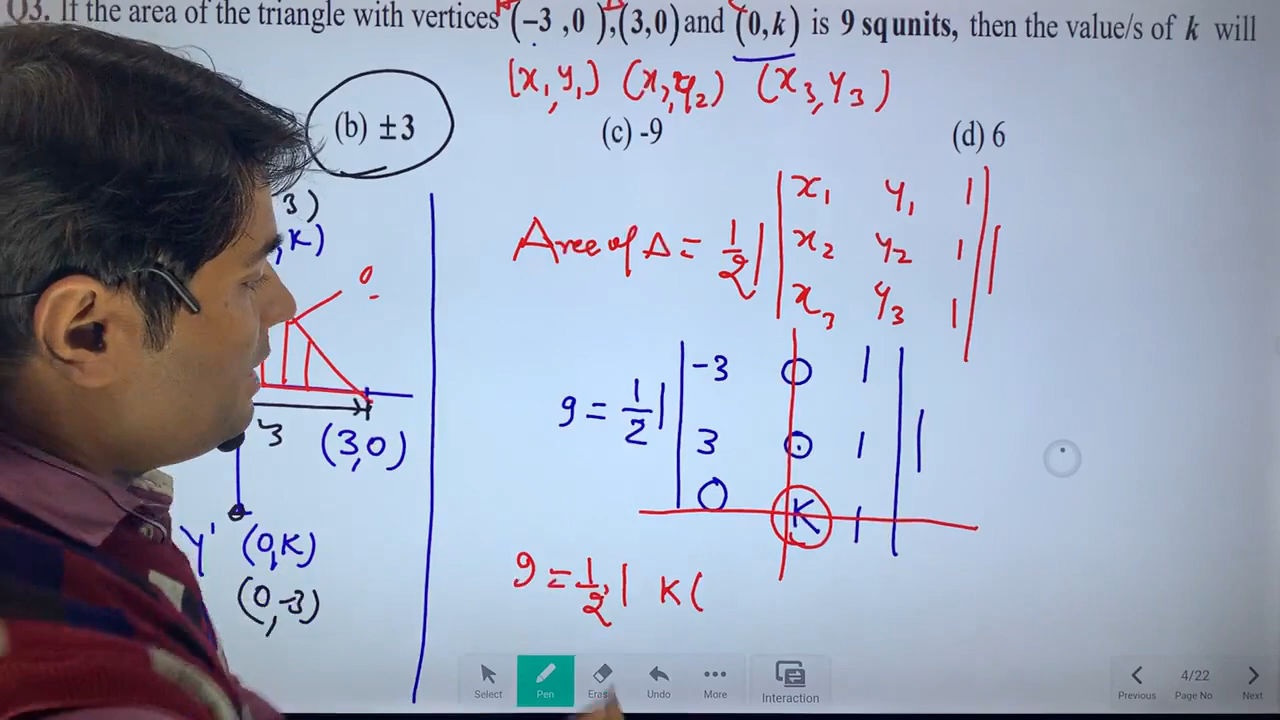 Q3. If the area of the triangle with vertices (-3 ,0 ),(3,0) and (0,k) is 9 squnits, then the value/s of k will
(x₁,y₁) (x₂,y₂) (x₃,y₃)
(b) ±3 (c) -9 (d) 6
3)
,K)
Area of Δ = 1/2 | | x₁ y₁ 1
x₂ y₂ 1
x₃ y₃ 1 | |
9 = 1/2 | | -3 0 1
3 0 1
0 K 1 | |
3 (3,0)
Y' (0,K)
(0,-3)
9 = 1/2 | K(
Select Pen Undo More Interaction Previous 4/22 Page No. Next